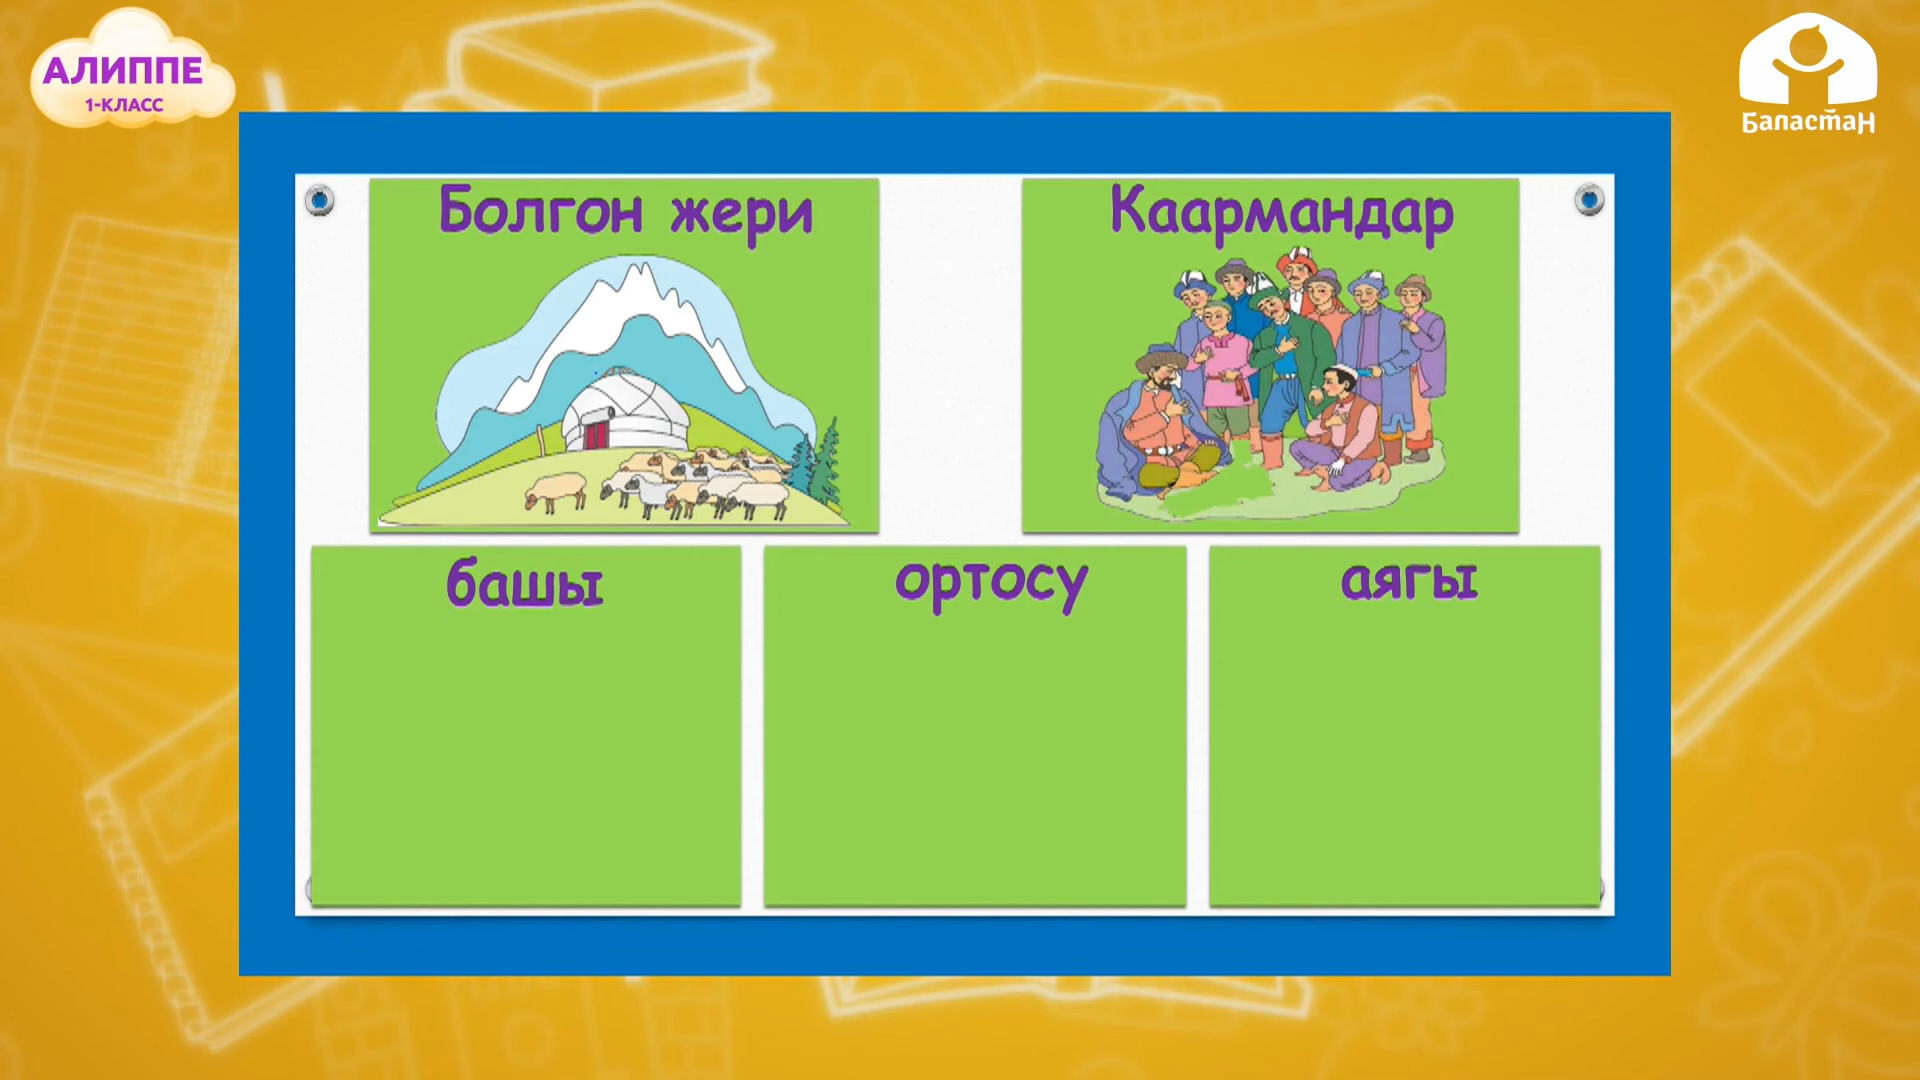 АЛИППЕ
1-КЛАСС
Баластан
Болгон жери
Каармандар
башы
ортосу
аягы